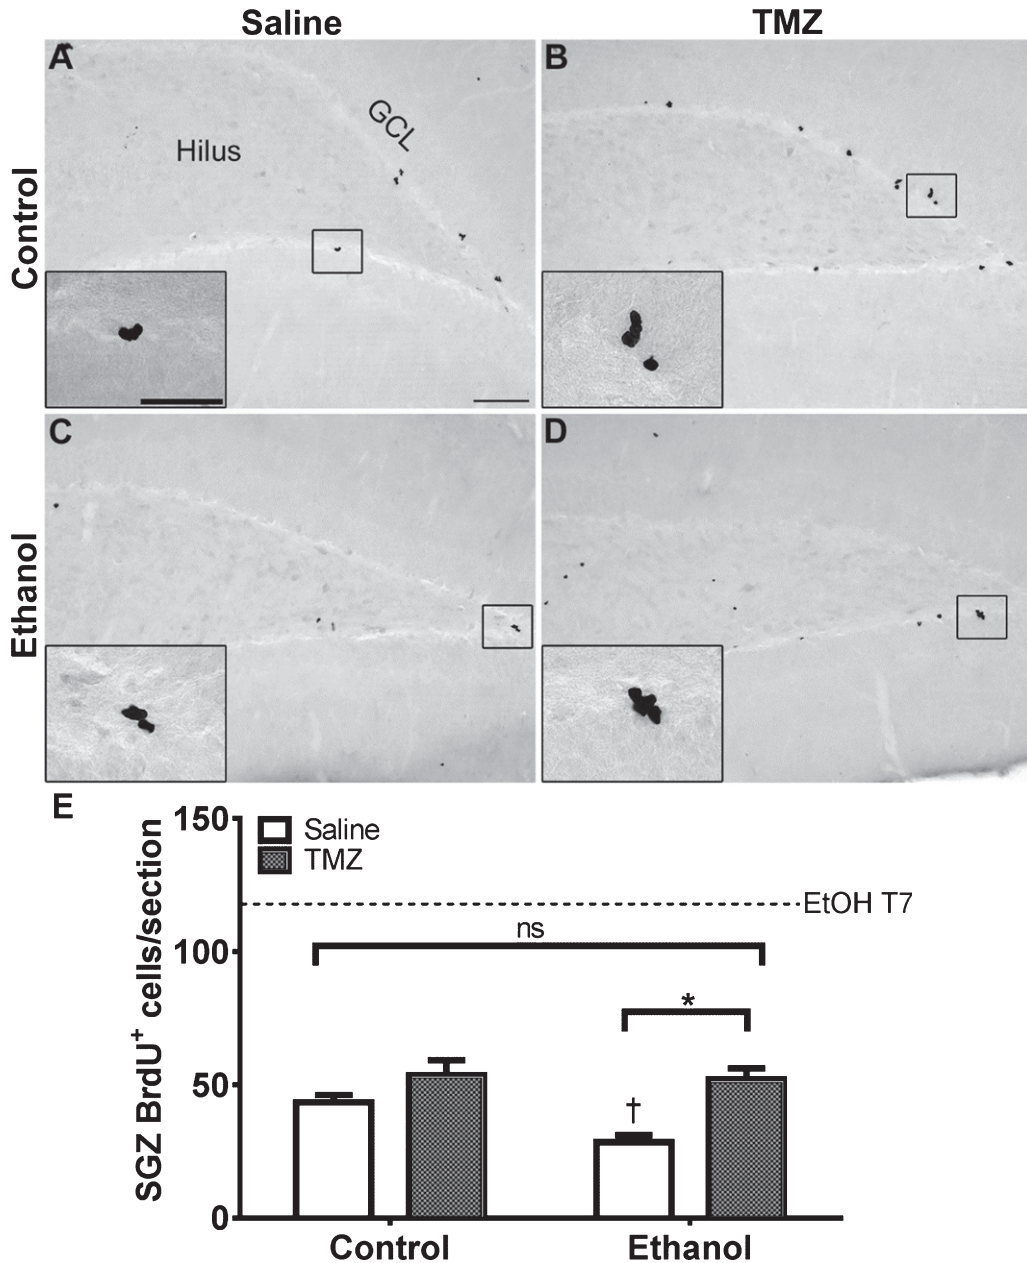 Saline
TMZ
Control
A
GCL
Hilus
B
Ethanol
C
D
E
SGZ BrdU+ cells/section
150
100
50
0
Saline
TMZ
EtOH T7
ns
*
†
Control
Ethanol